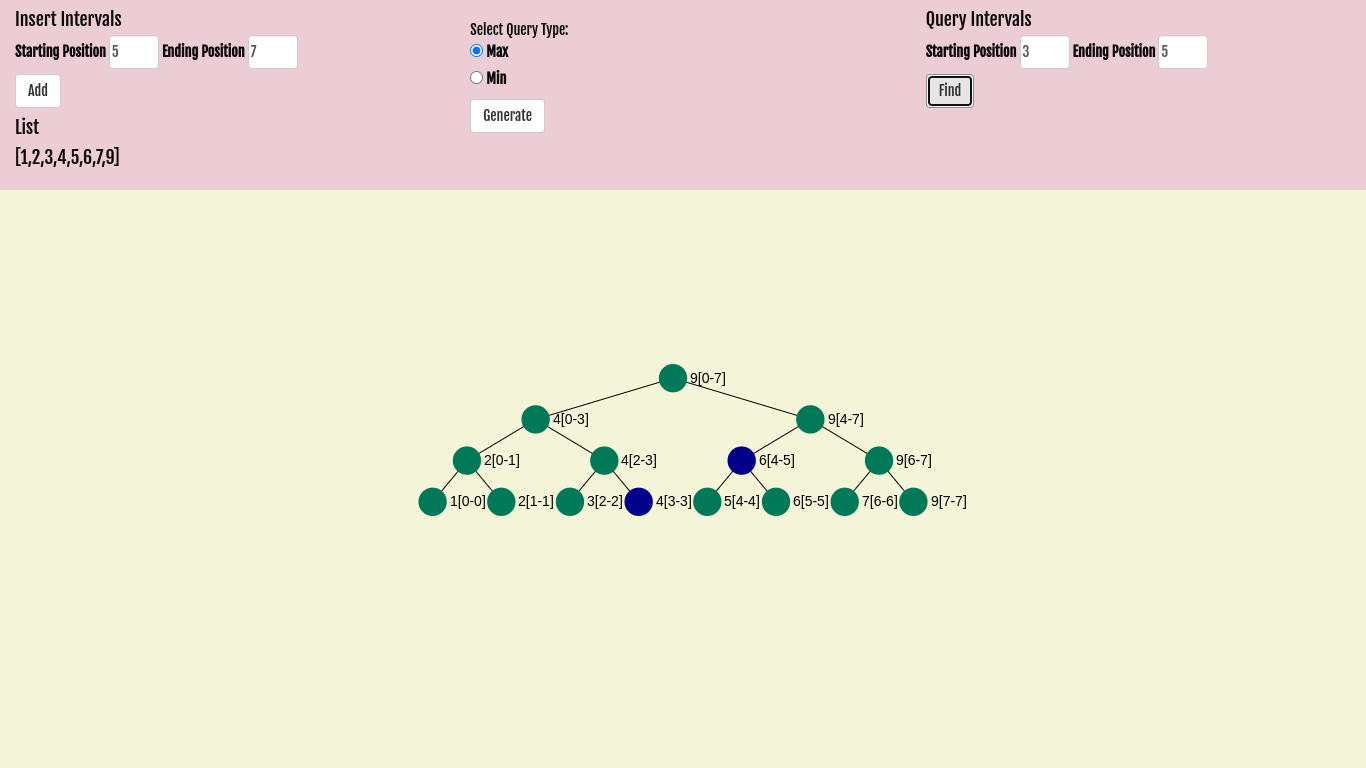 Insert Intervals
Starting Position 5 Ending Position 7
Add
List
[1,2,3,4,5,6,7,9]
Select Query Type:
Max
Min
Generate
Query Intervals
Starting Position 3 Ending Position 5
Find
9[0-7]
4[0-3] 9[4-7]
2[0-1] 4[2-3] 6[4-5] 9[6-7]
1[0-0] 2[1-1] 3[2-2] 4[3-3] 5[4-4] 6[5-5] 7[6-6] 9[7-7]